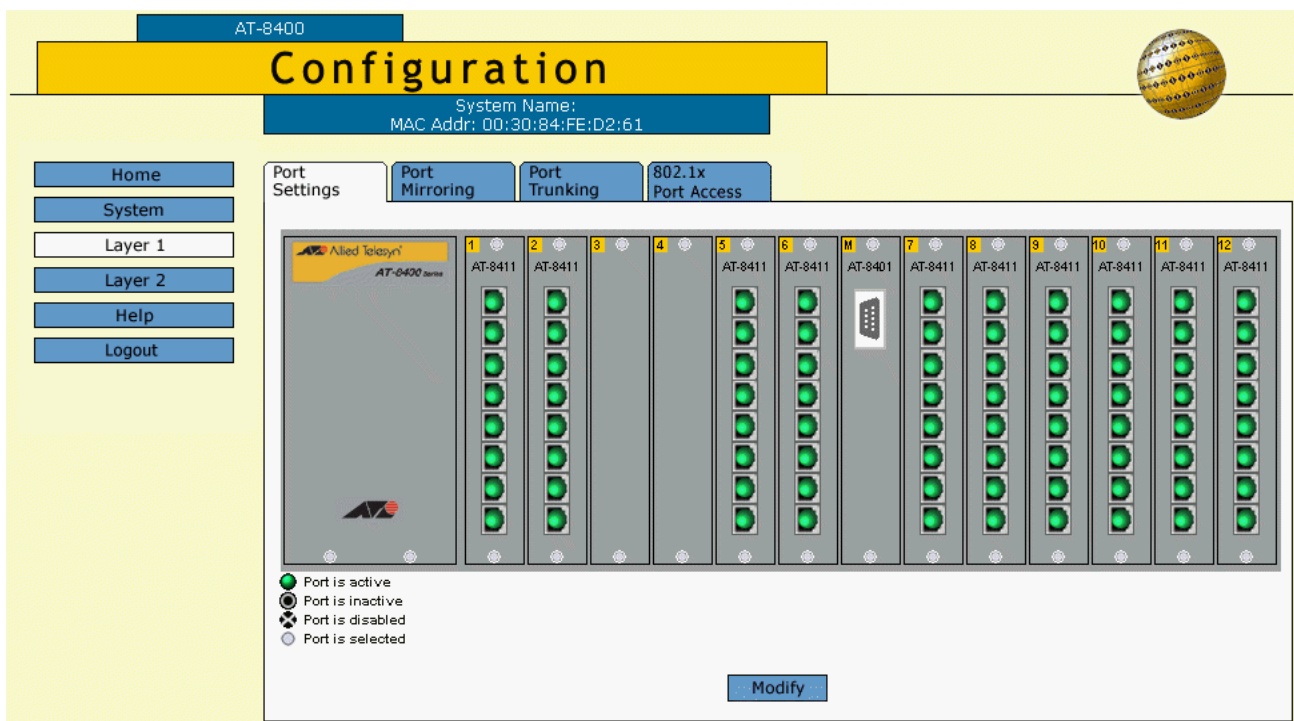 AT-8400
Configuration
System Name:
MAC Addr: 00:30:84:FE:D2:61
Home
System
Layer 1
Layer 2
Help
Logout
Port Settings
Port Mirroring
Port Trunking
802.1x Port Access
Allied Telesyn
AT-8400 Series
1 2 3 4 5 6 M 7 8 9 10 11 12
AT-8411 AT-8411 AT-8411 AT-8411 AT-8401 AT-8411 AT-8411 AT-8411 AT-8411 AT-8411 AT-8411
Port is active
Port is inactive
Port is disabled
Port is selected
Modify